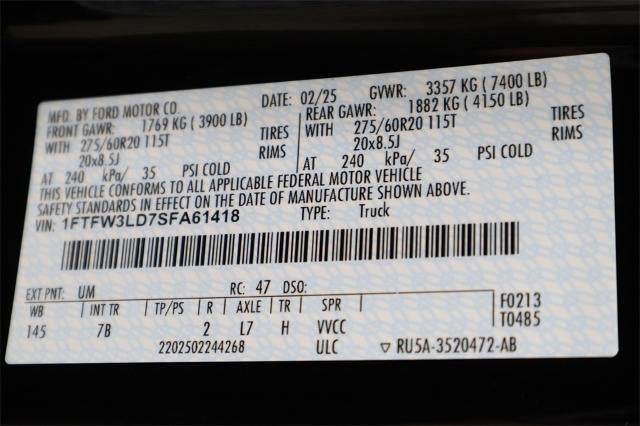 MFD. BY FORD MOTOR CO. DATE: 02/25 GVWR: 3357 KG ( 7400 LB)
FRONT GAWR: 1769 KG ( 3900 LB) REAR GAWR: 1882 KG ( 4150 LB)
WITH 275/60R20 115T TIRES WITH 275/60R20 115T TIRES
20x8.5J RIMS 20x8.5J RIMS
AT 240 kPa/ 35 PSI COLD AT 240 kPa/ 35 PSI COLD
THIS VEHICLE CONFORMS TO ALL APPLICABLE FEDERAL MOTOR VEHICLE
SAFETY STANDARDS IN EFFECT ON THE DATE OF MANUFACTURE SHOWN ABOVE.
VIN: 1FTFW3LD7SFA61418 TYPE: Truck
EXT PNT: UM RC: 47 DSO:
WB INT TR TP/PS R AXLE TR SPR F0213
145 7B 2 L7 H VVCC T0485
2202502244268 ULC ▽ RU5A-3520472-AB